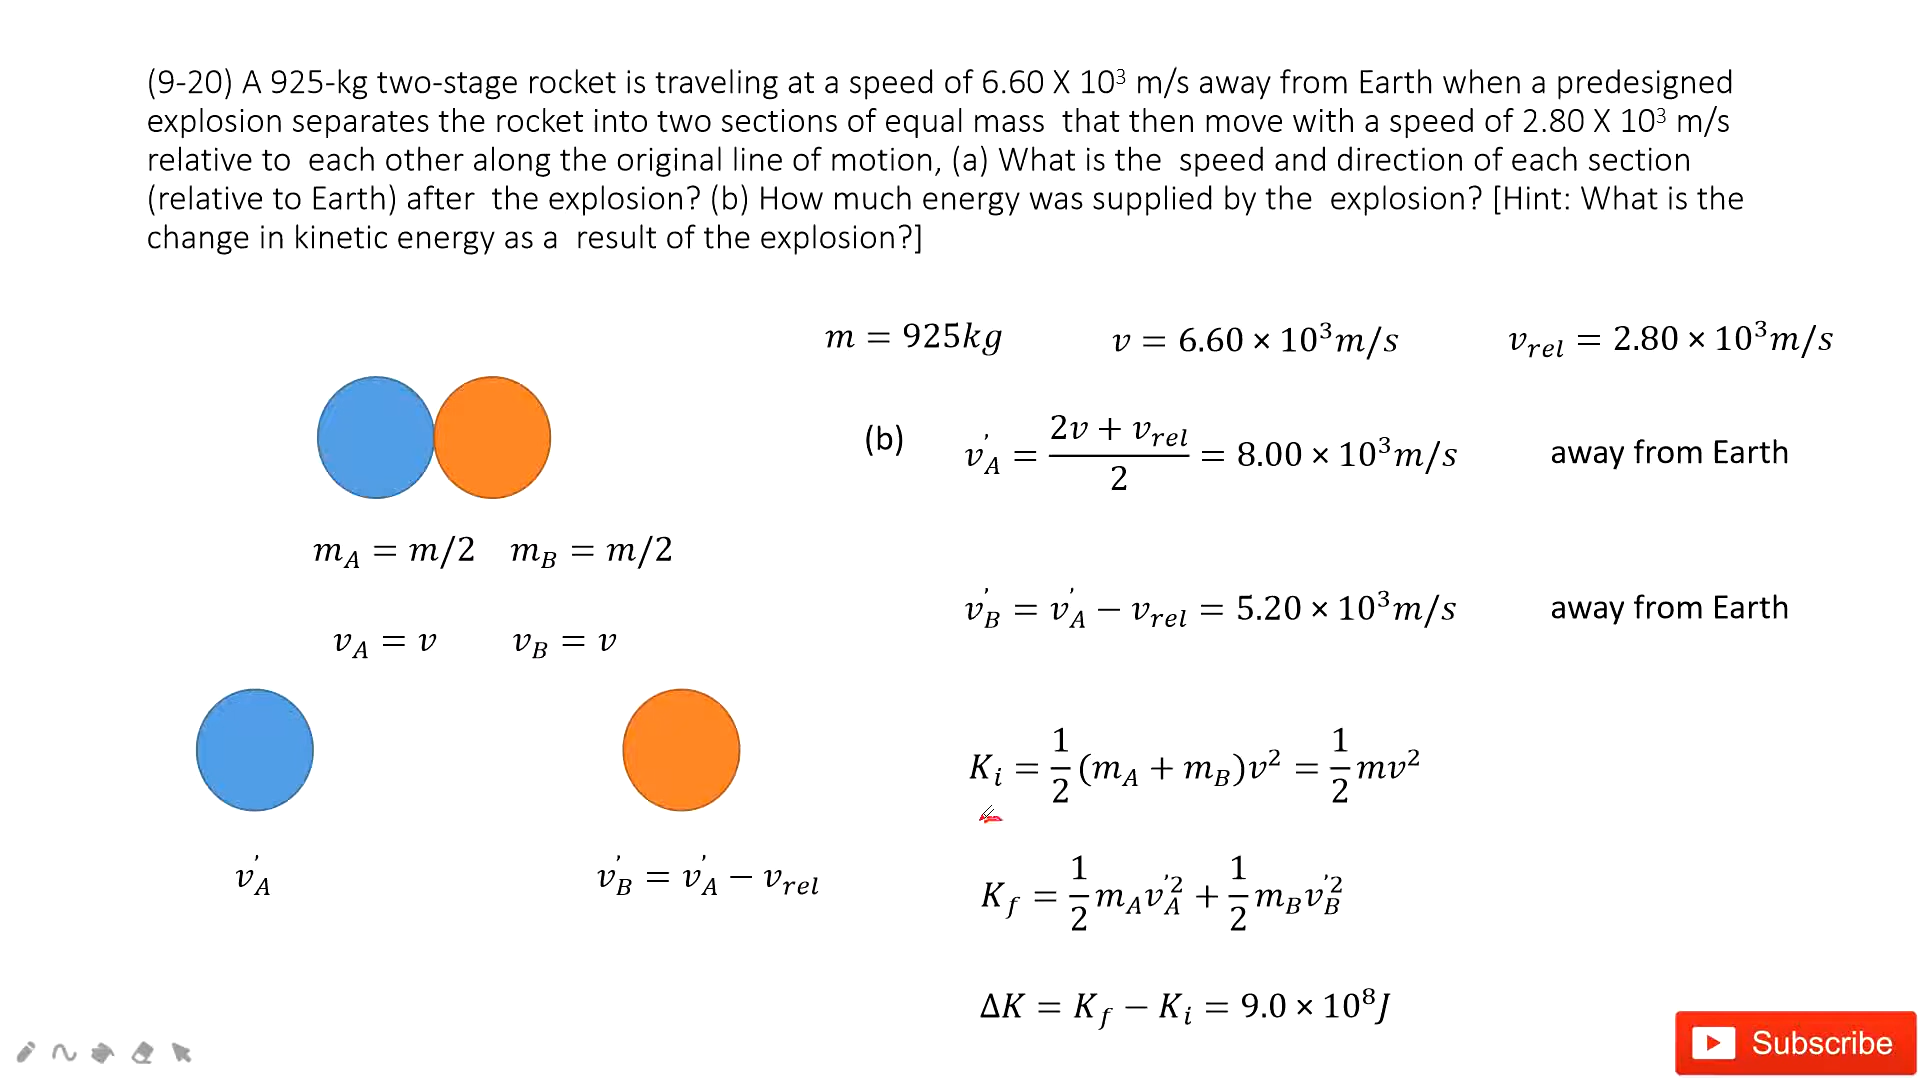 (9-20) A 925-kg two-stage rocket is traveling at a speed of 6.60 X 10³ m/s away from Earth when a predesigned
explosion separates the rocket into two sections of equal mass that then move with a speed of 2.80 X 10³ m/s
relative to each other along the original line of motion, (a) What is the speed and direction of each section
(relative to Earth) after the explosion? (b) How much energy was supplied by the explosion? [Hint: What is the
change in kinetic energy as a result of the explosion?]
m = 925kg v = 6.60 × 10³m/s v_rel = 2.80 × 10³m/s
(b) v'_A = (2v + v_rel)/2 = 8.00 × 10³m/s away from Earth
m_A = m/2 m_B = m/2
v'_B = v'_A − v_rel = 5.20 × 10³m/s away from Earth
v_A = v v_B = v
K_i = 1/2 (m_A + m_B)v² = 1/2 mv²
v'_A v'_B = v'_A − v_rel
K_f = 1/2 m_A v'_A² + 1/2 m_B v'_B²
ΔK = K_f − K_i = 9.0 × 10⁸J
Subscribe